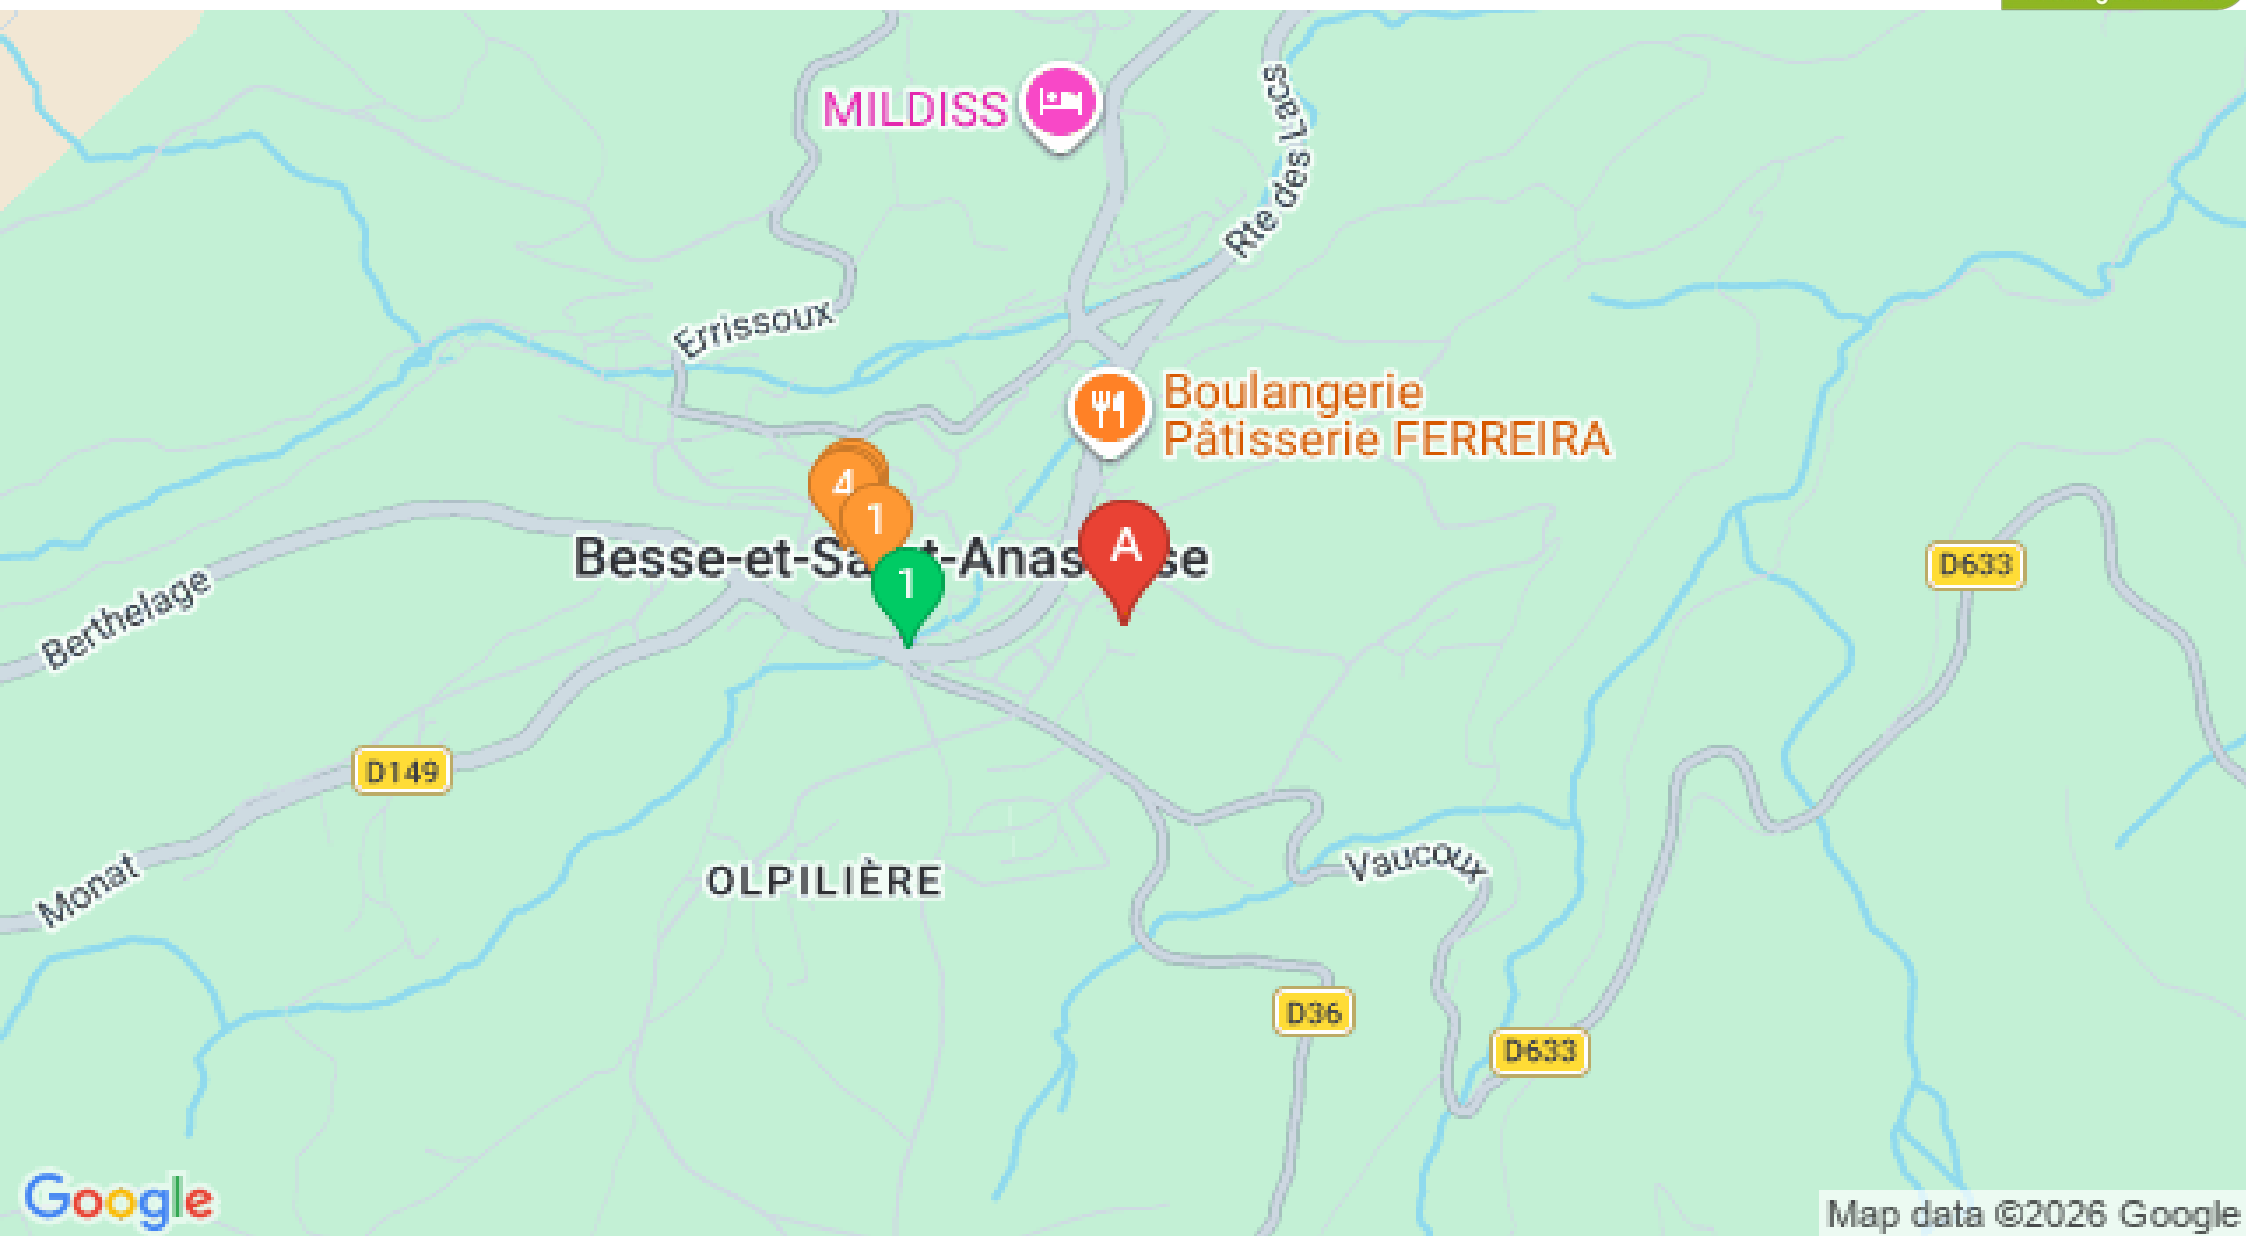 MILDISS
Rte des Lacs
Errissoux
Boulangerie
Pâtisserie FERREIRA
4
1
A
Besse-et-Sa t-Anas se
1
D633
Berthelage
D149
Monat
OLPILIÈRE
Vaucoux
D36
D633
Google
Map data ©2026 Google